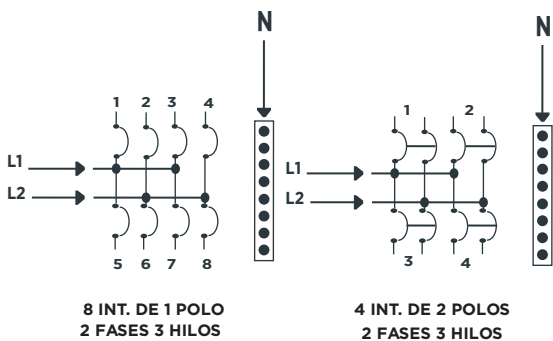 N
1 2 3 4
L1
L2
5 6 7 8
8 INT. DE 1 POLO
2 FASES 3 HILOS
N
1 2
L1
L2
3 4
4 INT. DE 2 POLOS
2 FASES 3 HILOS